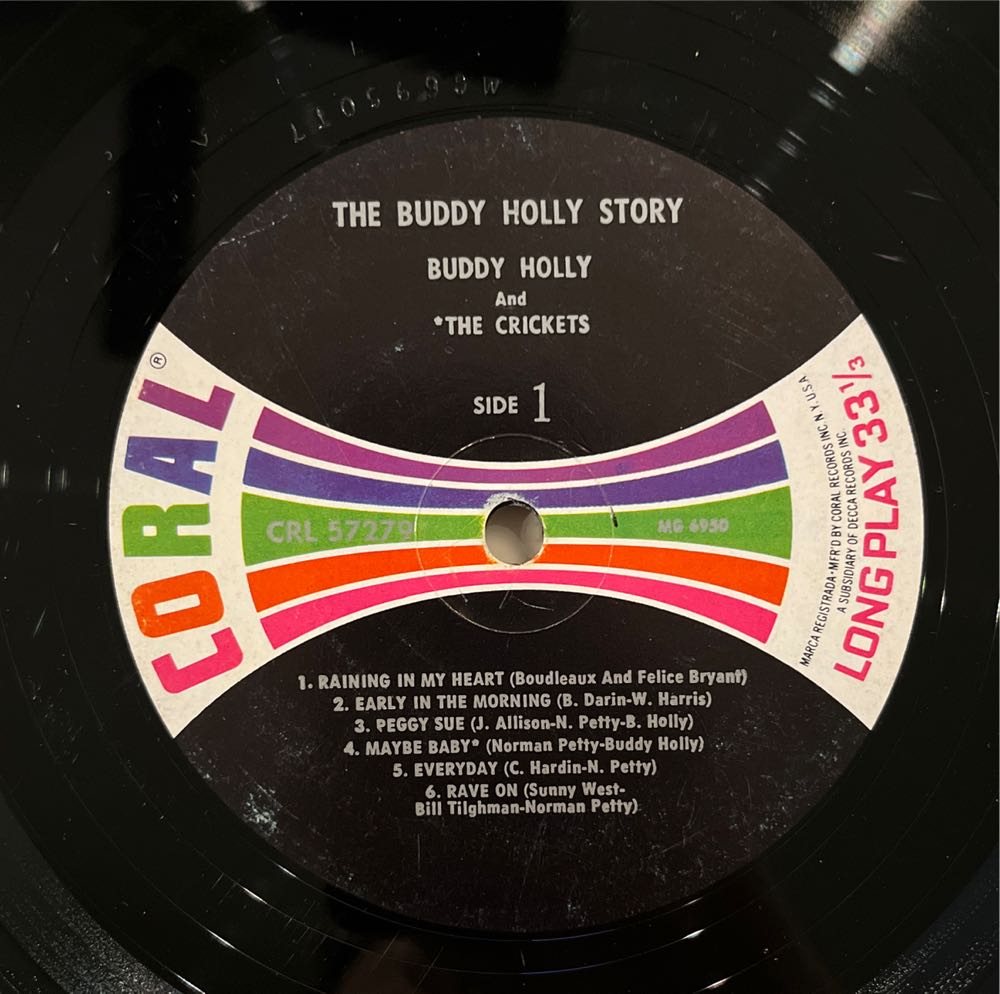 THE BUDDY HOLLY STORY
BUDDY HOLLY
And
*THE CRICKETS
SIDE 1
CORAL ®
CRL 57279
MG 6950
MARCA REGISTRADA·MFR'D BY CORAL RECORDS INC. N.Y. U.S.A.
A SUBSIDIARY OF DECCA RECORDS INC.
LONG PLAY 33 1/3
1. RAINING IN MY HEART (Boudleaux And Felice Bryant)
2. EARLY IN THE MORNING (B. Darin-W. Harris)
3. PEGGY SUE (J. Allison-N. Petty-B. Holly)
4. MAYBE BABY* (Norman Petty-Buddy Holly)
5. EVERYDAY (C. Hardin-N. Petty)
6. RAVE ON (Sunny West-
Bill Tilghman-Norman Petty)